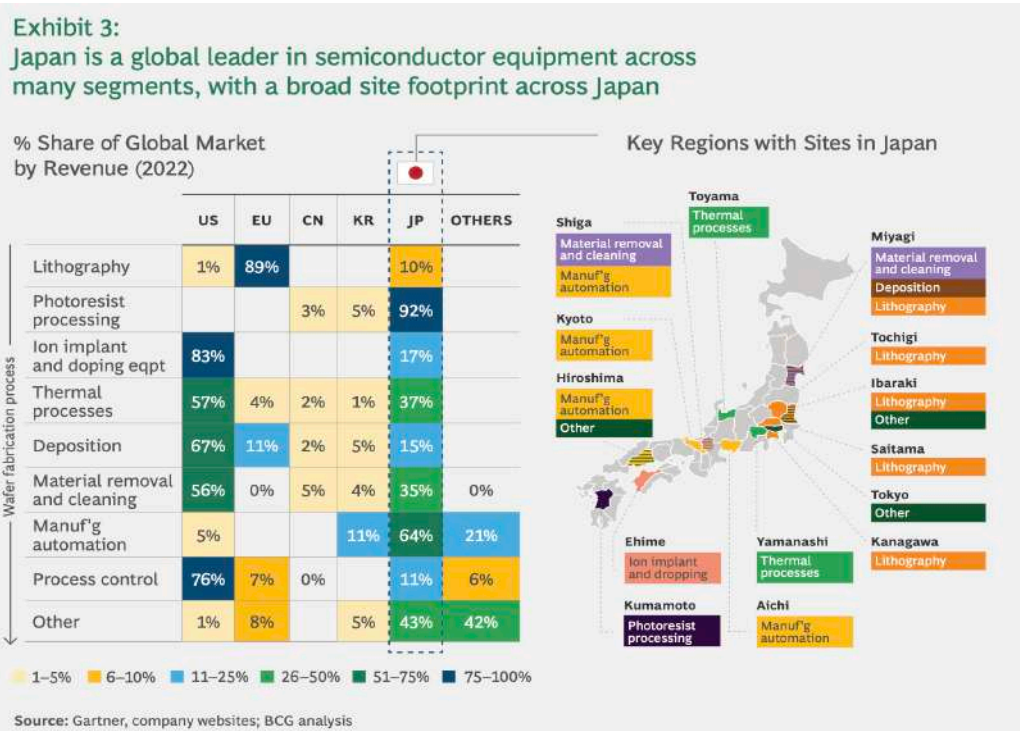 Exhibit 3:
Japan is a global leader in semiconductor equipment across
many segments, with a broad site footprint across Japan
% Share of Global Market
by Revenue (2022)
US EU CN KR JP OTHERS
Wafer fabrication process
Lithography 1% 89% 10%
Photoresist
processing 3% 5% 92%
Ion implant
and doping eqpt 83% 17%
Thermal
processes 57% 4% 2% 1% 37%
Deposition 67% 11% 2% 5% 15%
Material removal
and cleaning 56% 0% 5% 4% 35% 0%
Manuf'g
automation 5% 11% 64% 21%
Process control 76% 7% 0% 11% 6%
Other 1% 8% 5% 43% 42%
1–5% 6–10% 11–25% 26–50% 51–75% 75–100%
Key Regions with Sites in Japan
Toyama
Thermal
processes
Shiga
Material removal
and cleaning
Manuf'g
automation
Kyoto
Manuf'g
automation
Hiroshima
Manuf'g
automation
Other
Miyagi
Material removal
and cleaning
Deposition
Lithography
Tochigi
Lithography
Ibaraki
Lithography
Other
Saitama
Lithography
Tokyo
Other
Kanagawa
Lithography
Ehime
Ion implant
and dropping
Yamanashi
Thermal
processes
Kumamoto
Photoresist
processing
Aichi
Manuf'g
automation
Source: Gartner, company websites; BCG analysis